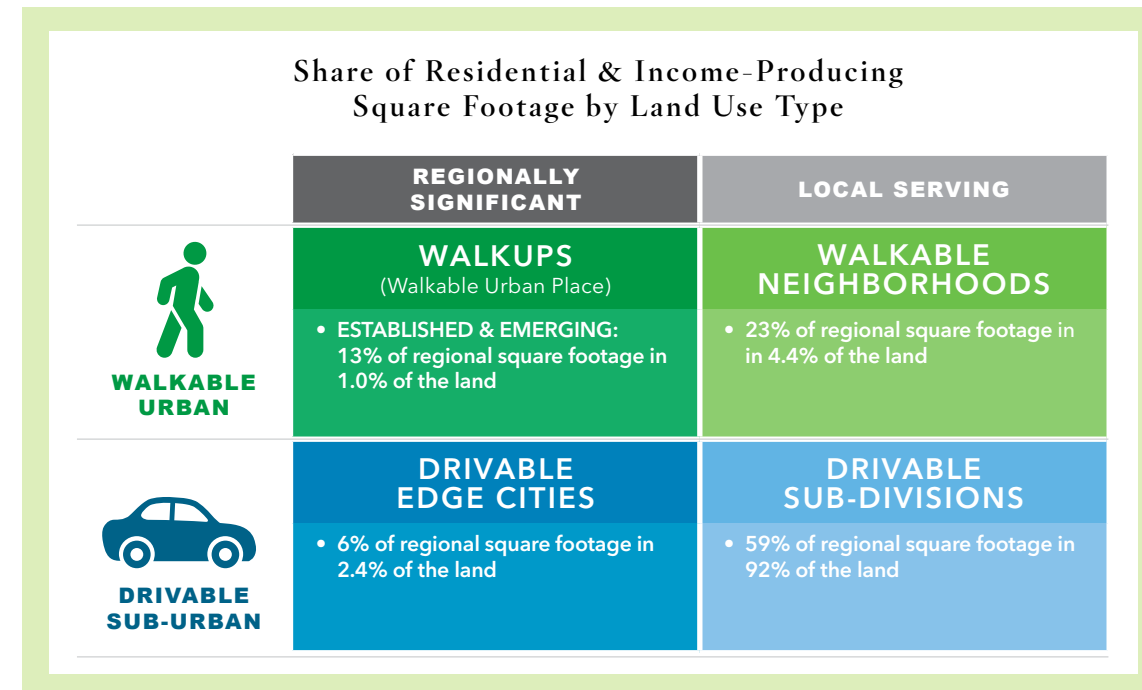 Share of Residential & Income-Producing
Square Footage by Land Use Type
REGIONALLY
SIGNIFICANT
LOCAL SERVING
WALKABLE
URBAN
WALKUPS
(Walkable Urban Place)
• ESTABLISHED & EMERGING:
13% of regional square footage in
1.0% of the land
WALKABLE
NEIGHBORHOODS
• 23% of regional square footage in
in 4.4% of the land
DRIVABLE
SUB-URBAN
DRIVABLE
EDGE CITIES
• 6% of regional square footage in
2.4% of the land
DRIVABLE
SUB-DIVISIONS
• 59% of regional square footage in
92% of the land